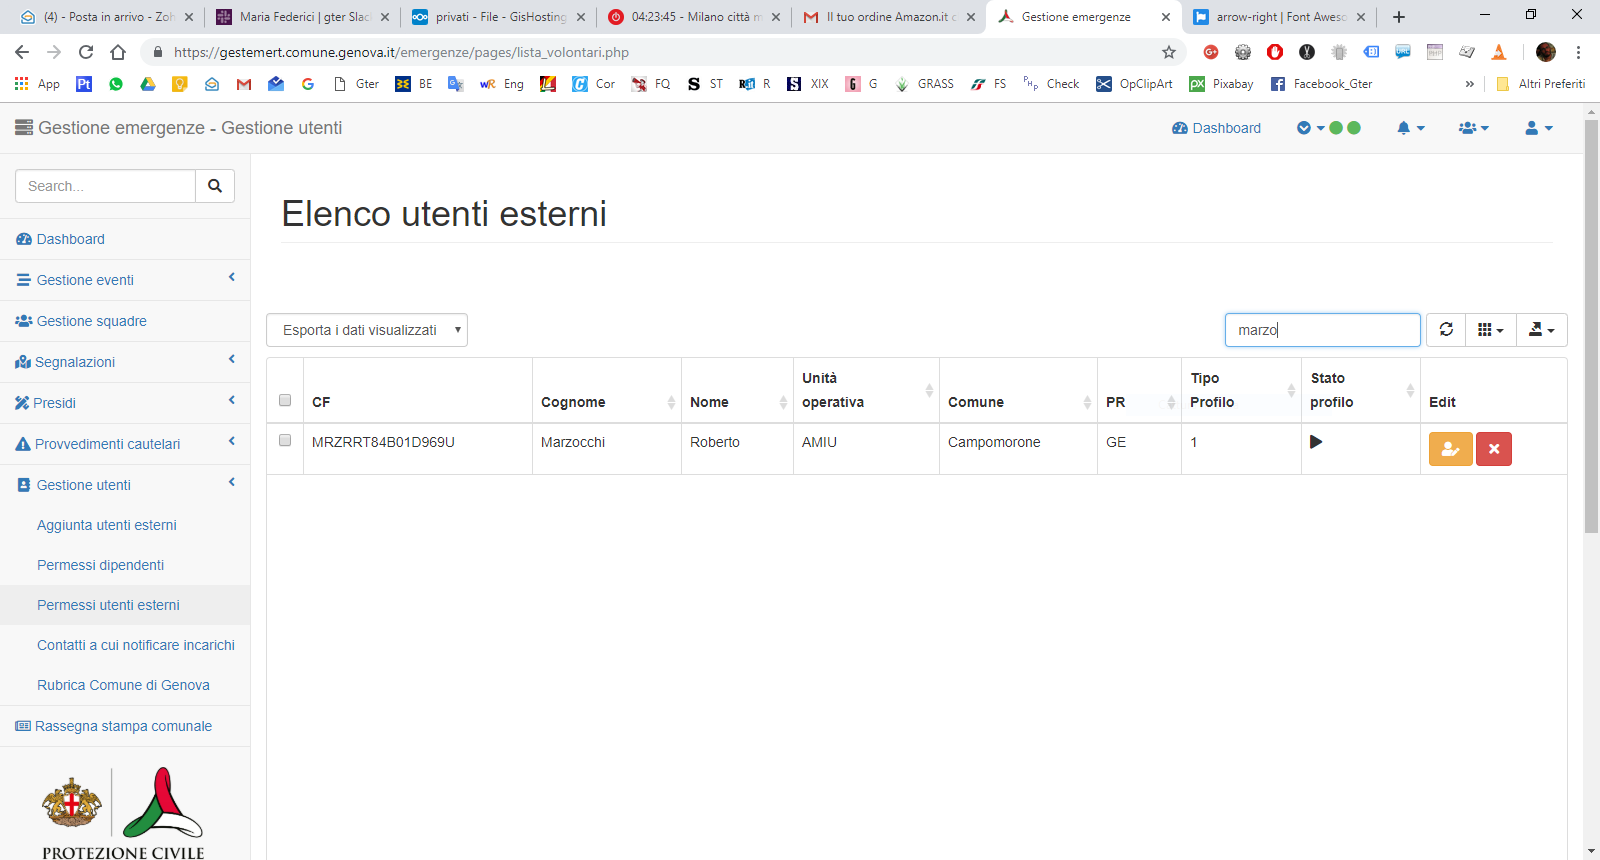 (4) - Posta in arrivo - Zoh
Maria Federici | gter Slac
privati - File - GisHosting
04:23:45 - Milano città m
Il tuo ordine Amazon.it c
Gestione emergenze
arrow-right | Font Aweso
https://gestemert.comune.genova.it/emergenze/pages/lista_volontari.php
App
Gter
BE
Eng
Cor
FQ
ST
R
XIX
G
GRASS
FS
Check
OpClipArt
Pixabay
Facebook_Gter
»
Altri Preferiti
Gestione emergenze - Gestione utenti
Dashboard
Search...
Dashboard
Gestione eventi
Gestione squadre
Segnalazioni
Presidi
Provvedimenti cautelari
Gestione utenti
Aggiunta utenti esterni
Permessi dipendenti
Permessi utenti esterni
Contatti a cui notificare incarichi
Rubrica Comune di Genova
Rassegna stampa comunale
PROTEZIONE CIVILE
Elenco utenti esterni
Esporta i dati visualizzati
marzo
CF
Cognome
Nome
Unità
operativa
Comune
PR
Tipo
Profilo
Stato
profilo
Edit
MRZRRT84B01D969U
Marzocchi
Roberto
AMIU
Campomorone
GE
1